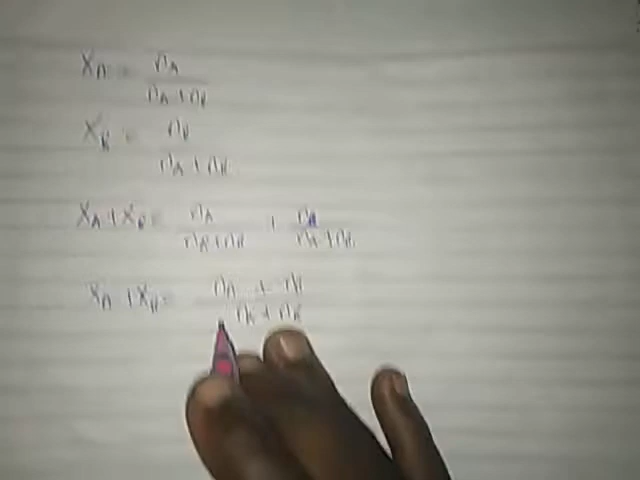 X_A = n_A / n_A + n_B
X_B = n_B / n_A + n_B
X_A + X_B = n_A / n_A + n_B + n_B / n_A + n_B
X_A + X_B = n_A + n_B / n_A + n_B